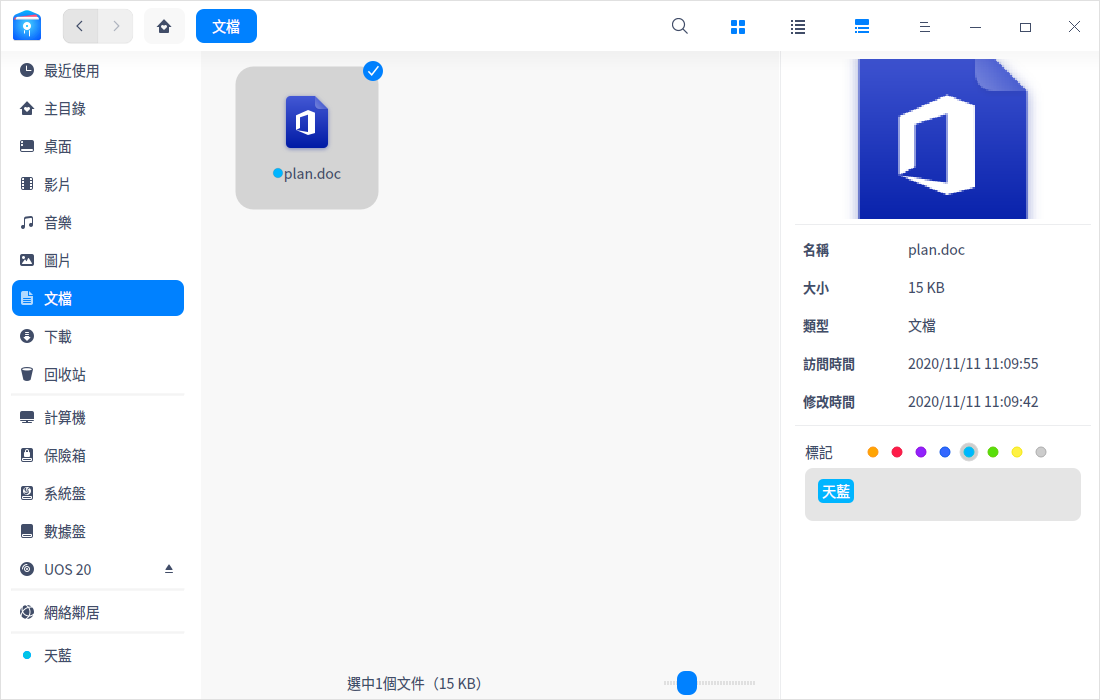 文檔
最近使用
主目錄
桌面
影片
音樂
圖片
文檔
下載
回收站
計算機
保險箱
系統盤
數據盤
UOS 20
網絡鄰居
天藍
plan.doc
選中1個文件（15 KB）
名稱 plan.doc
大小 15 KB
類型 文檔
訪問時間 2020/11/11 11:09:55
修改時間 2020/11/11 11:09:42
標記
天藍